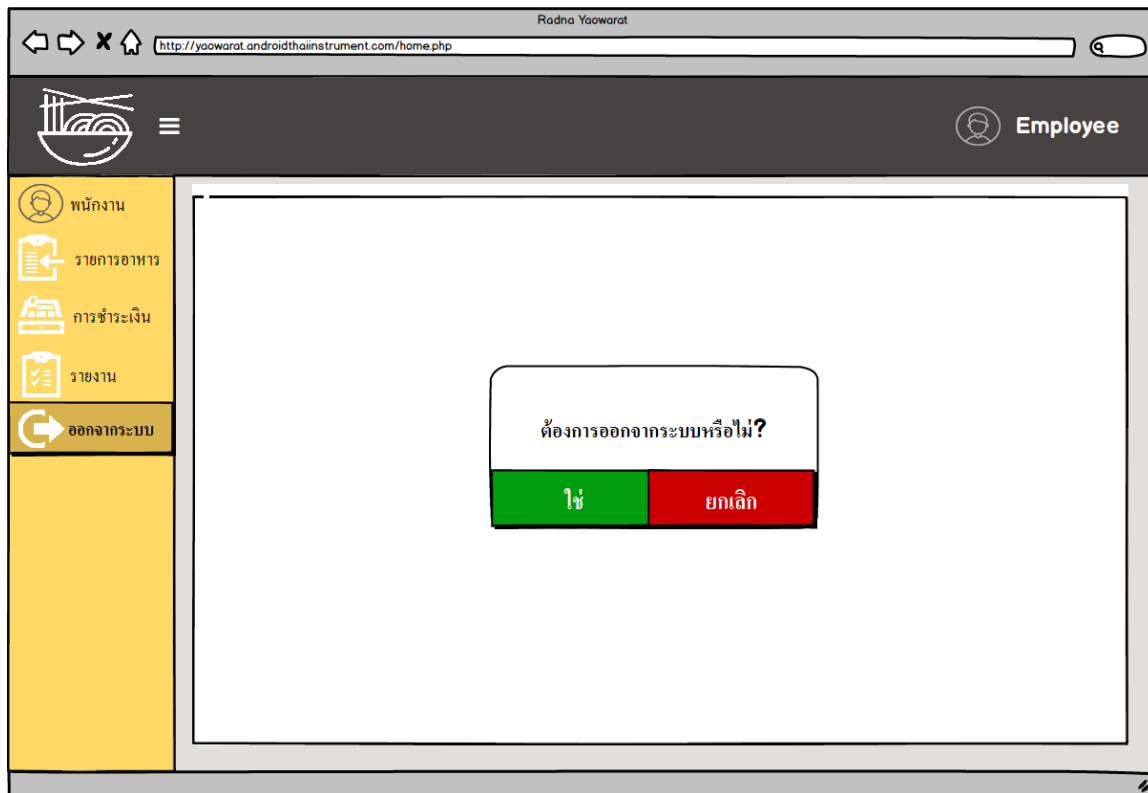 Radna Yaowarat
http://yaowarat.androidthaiinstrument.com/home.php
Employee
พนักงาน
รายการอาหาร
การชำระเงิน
รายงาน
ออกจากระบบ
ต้องการออกจากระบบหรือไม่?
ใช่ ยกเลิก